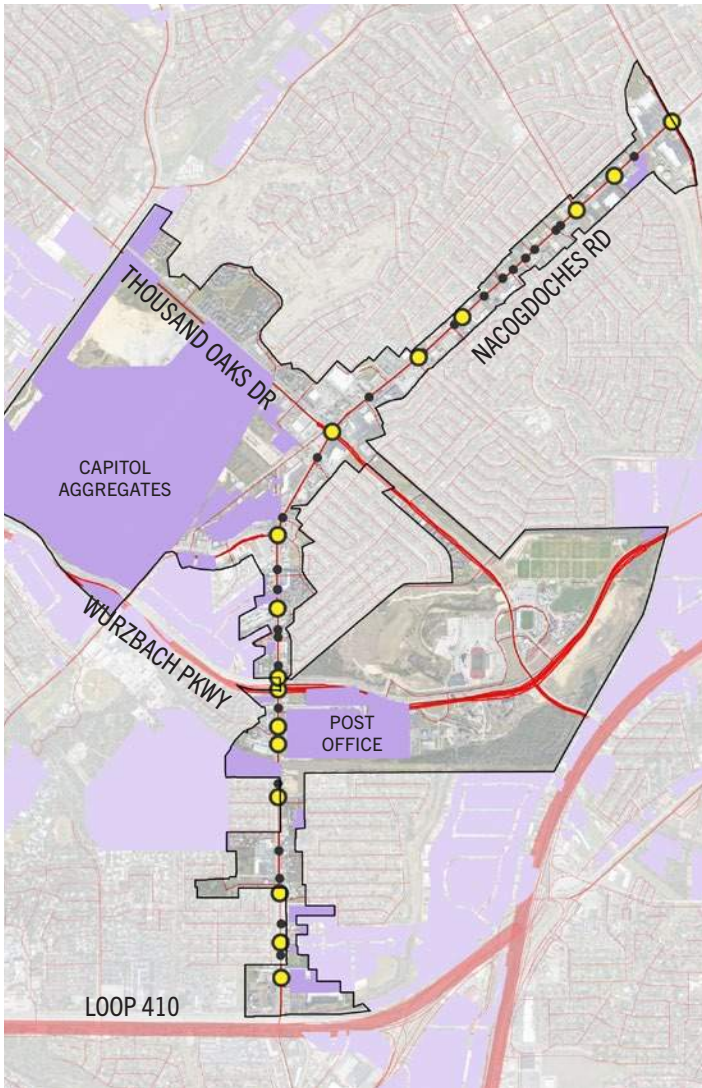 THOUSAND OAKS DR
NACOGDOCHES RD
CAPITOL
AGGREGATES
WURZBACH PKWY
POST
OFFICE
LOOP 410